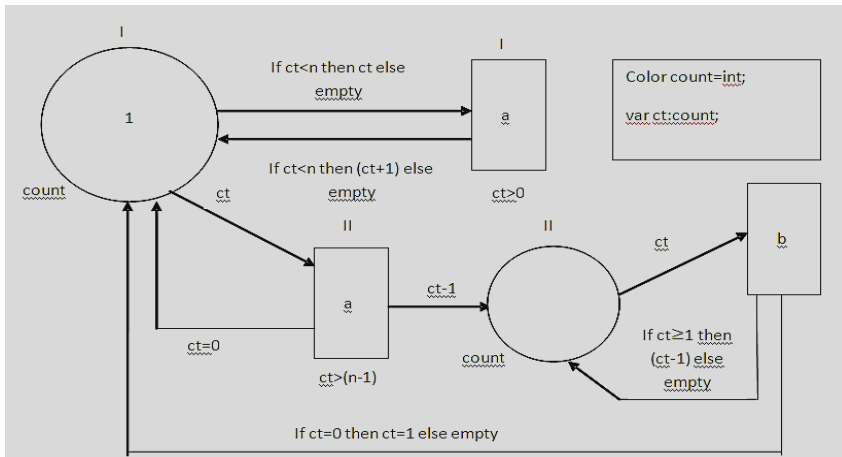 I
If ct<n then ct else
empty
I
1
a
Color count=int;
var ct:count;
If ct<n then (ct+1) else
empty
ct>0
count
ct
II
II
ct
b
a
ct-1
ct=0
count
If ct≥1 then
(ct-1) else
empty
ct>(n-1)
If ct=0 then ct=1 else empty